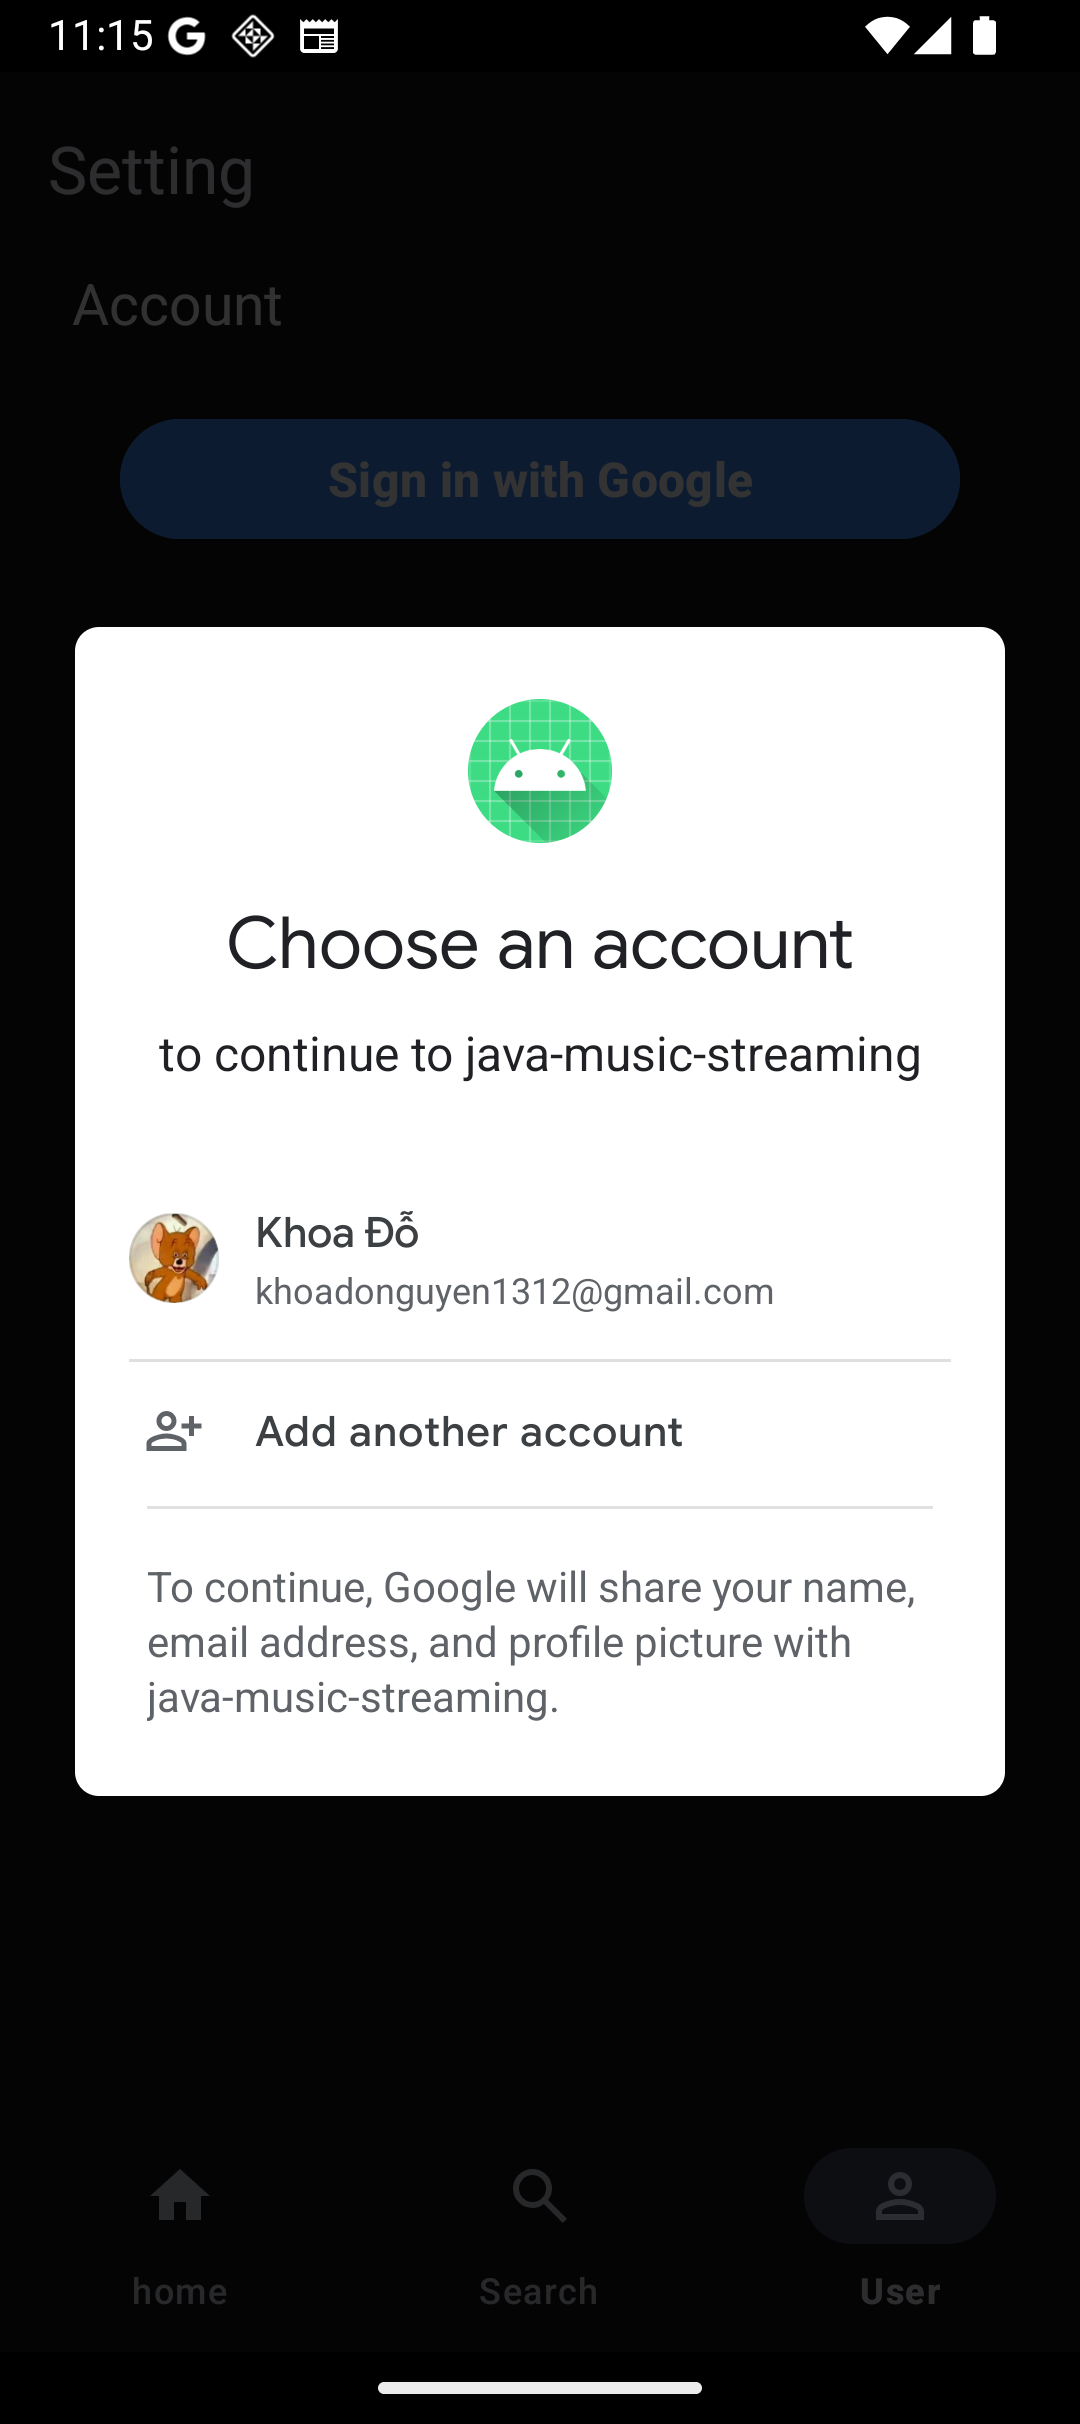 11:15
Setting
Account
Sign in with Google
Choose an account
to continue to java-music-streaming
Khoa Đỗ
khoadonguyen1312@gmail.com
Add another account
To continue, Google will share your name,
email address, and profile picture with
java-music-streaming.
home Search User